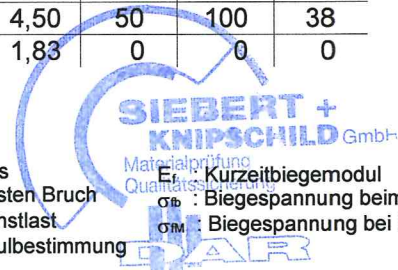 4,50 50 100 38
1,83 0 0 0
SIEBERT +
KNIPSCHILD GmbH
Materialprüfung
Qualitätssicherung
s
sten Bruch
nstlast
ulbestimmung
Ef : Kurzeitbiegemodul
σfb : Biegespannung beim
σfM : Biegespannung bei
DAR